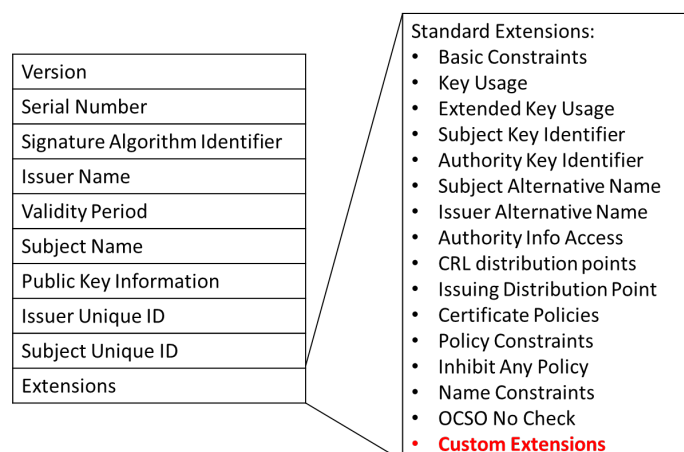 Version
Serial Number
Signature Algorithm Identifier
Issuer Name
Validity Period
Subject Name
Public Key Information
Issuer Unique ID
Subject Unique ID
Extensions
Standard Extensions:
• Basic Constraints
• Key Usage
• Extended Key Usage
• Subject Key Identifier
• Authority Key Identifier
• Subject Alternative Name
• Issuer Alternative Name
• Authority Info Access
• CRL distribution points
• Issuing Distribution Point
• Certificate Policies
• Policy Constraints
• Inhibit Any Policy
• Name Constraints
• OCSO No Check
• Custom Extensions